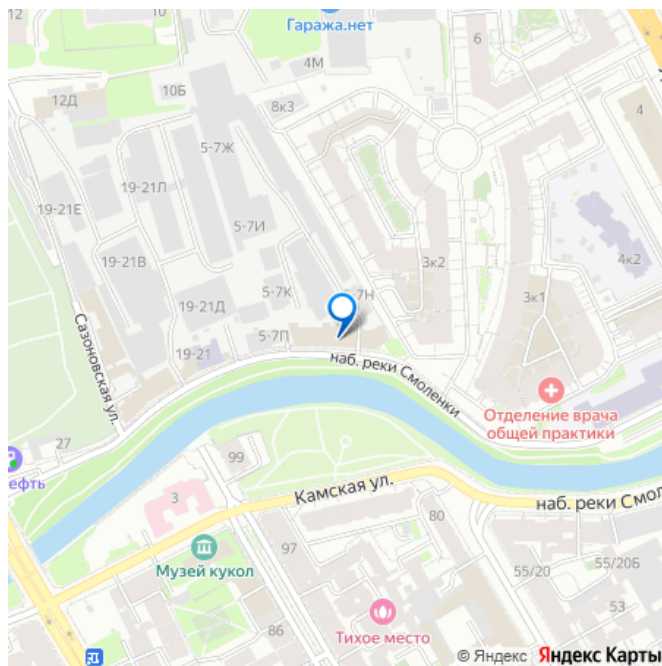 12
10
Гаража.нет
6
4М
10Б
12Д
8к3
4
5-7Ж
19-21Л
19-21Е
5-7И
4к2
19-21В
3к2
5-7К
5-7Н
3к1
19-21Д
5-7П
Сазоновская ул.
19-21
наб. реки Смоленки
Отделение врача
общей практики
27
99
ефть
Камская ул.
3
80
наб. реки Смол
97
Музей кукол
55/20
55/20Б
53
86
Тихое место
© Яндекс Яндекс Карты